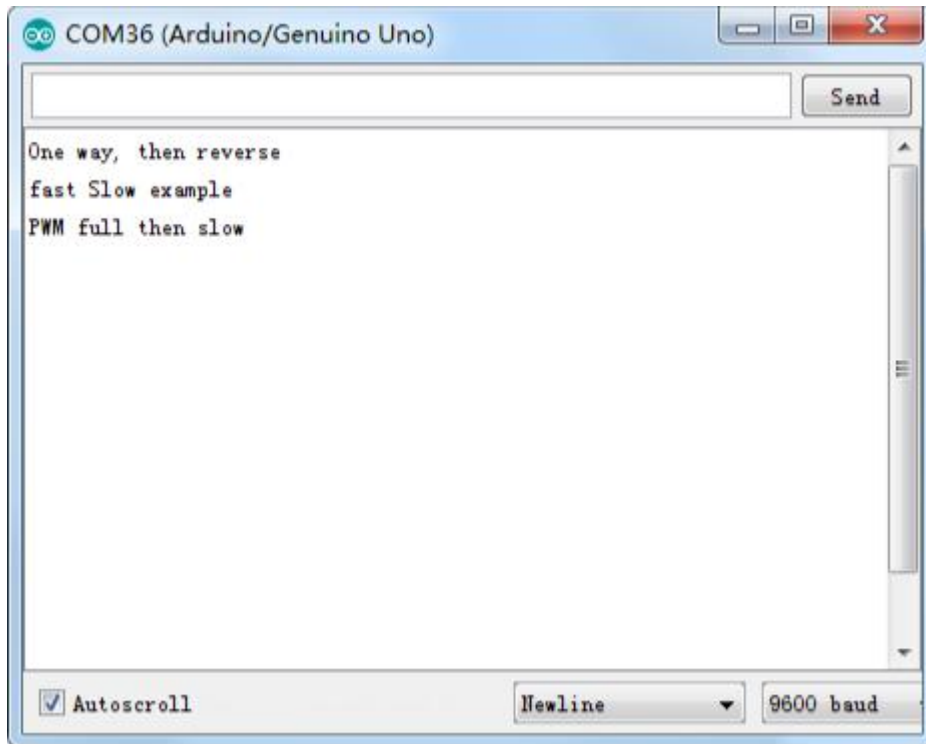 COM36 (Arduino/Genuino Uno)
Send
One way, then reverse
fast Slow example
PWM full then slow
Autoscroll
Newline
9600 baud